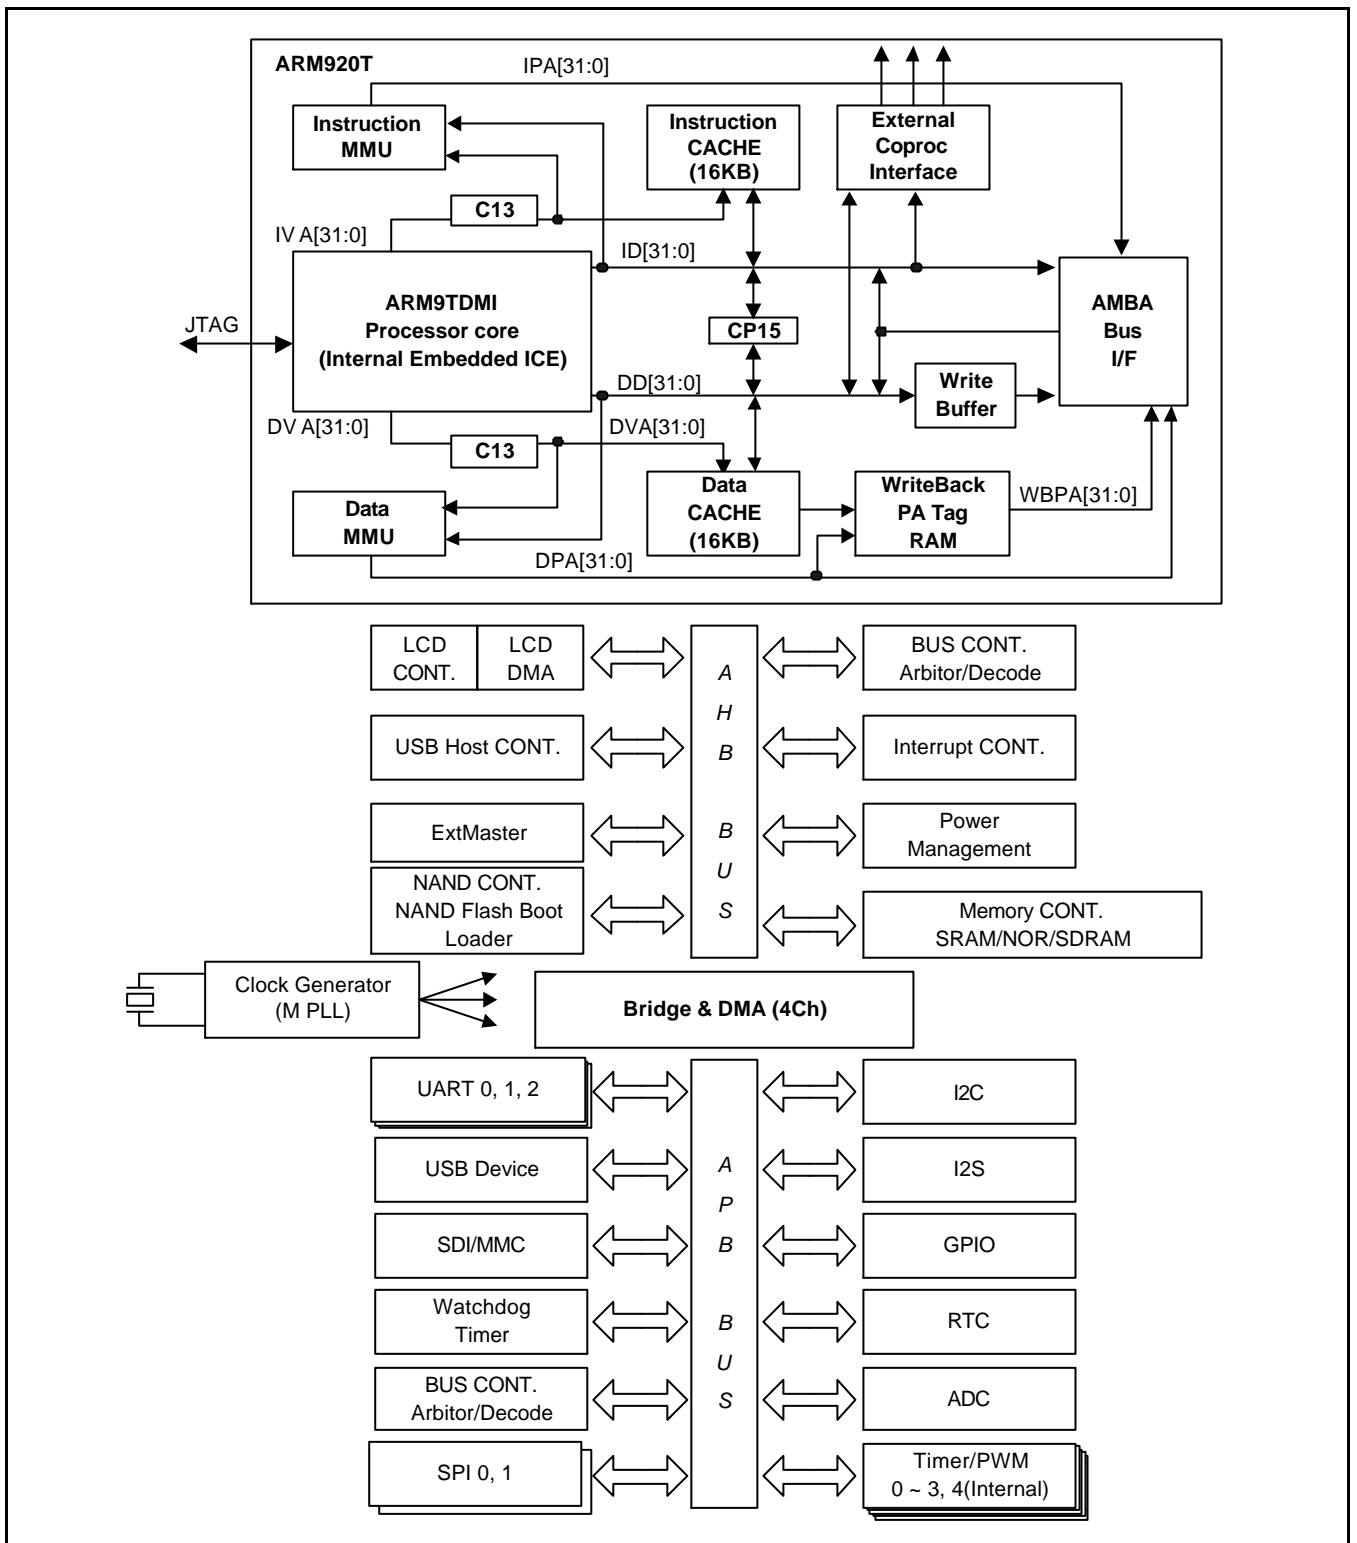 ARM920T
IPA[31:0]
Instruction
MMU
Instruction
CACHE
(16KB)
External
Coproc
Interface
C13
IV A[31:0]
ID[31:0]
ARM9TDMI
Processor core
(Internal Embedded ICE)
JTAG
CP15
AMBA
Bus
I/F
DD[31:0]
Write
Buffer
DV A[31:0]
DVA[31:0]
C13
Data
MMU
Data
CACHE
(16KB)
WriteBack
PA Tag
RAM
WBPA[31:0]
DPA[31:0]
LCD
CONT.
LCD
DMA
USB Host CONT.
ExtMaster
NAND CONT.
NAND Flash Boot
Loader
A
H
B
B
U
S
BUS CONT.
Arbitor/Decode
Interrupt CONT.
Power
Management
Memory CONT.
SRAM/NOR/SDRAM
Clock Generator
(M PLL)
Bridge & DMA (4Ch)
UART 0, 1, 2
USB Device
SDI/MMC
Watchdog
Timer
BUS CONT.
Arbitor/Decode
SPI 0, 1
A
P
B
B
U
S
I2C
I2S
GPIO
RTC
ADC
Timer/PWM
0 ~ 3, 4(Internal)